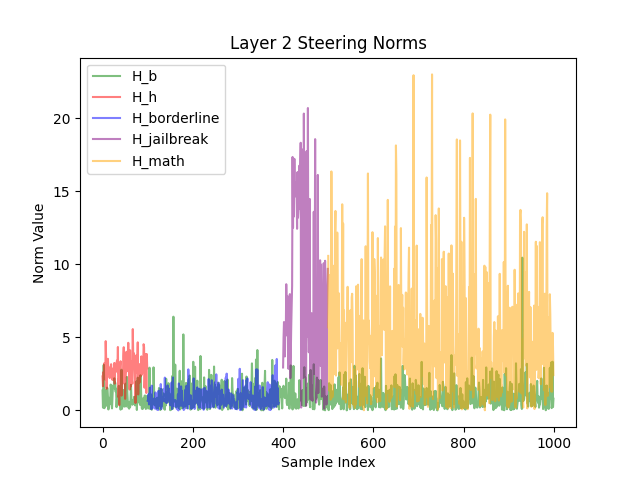 Layer 2 Steering Norms
H_b
H_h
H_borderline
H_jailbreak
H_math
Norm Value
20
15
10
5
0
0 200 400 600 800 1000
Sample Index